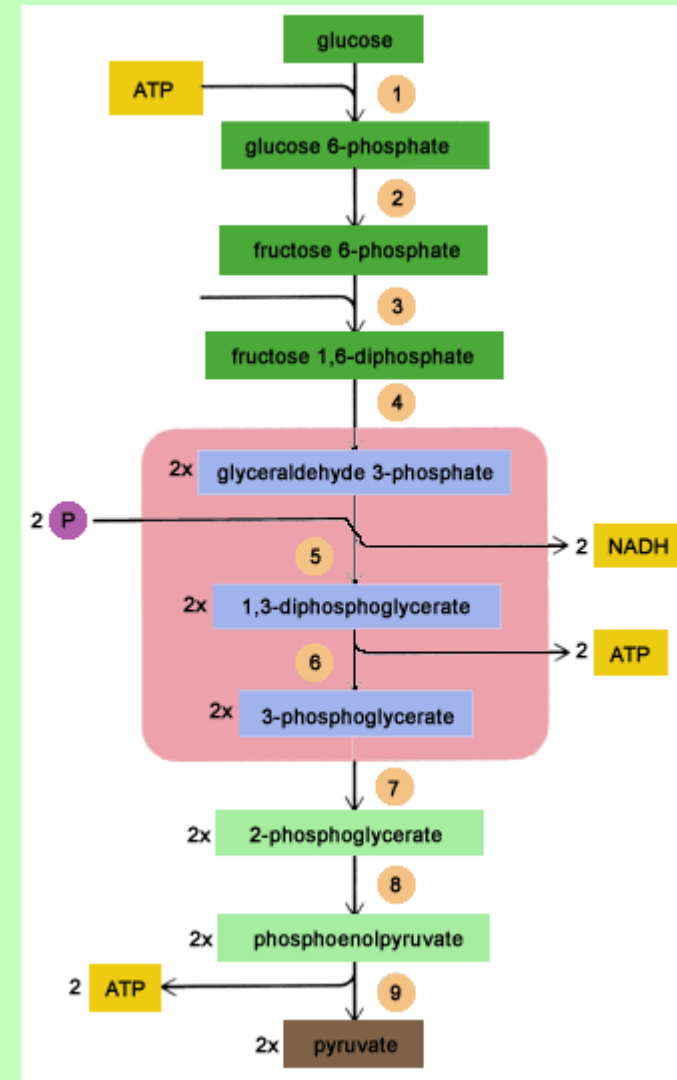 glucose
ATP
1
glucose 6-phosphate
2
fructose 6-phosphate
3
fructose 1,6-diphosphate
4
2x glyceraldehyde 3-phosphate
2 P
2 NADH
5
2x 1,3-diphosphoglycerate
2 ATP
6
2x 3-phosphoglycerate
7
2x 2-phosphoglycerate
8
2x phosphoenolpyruvate
2 ATP
9
2x pyruvate